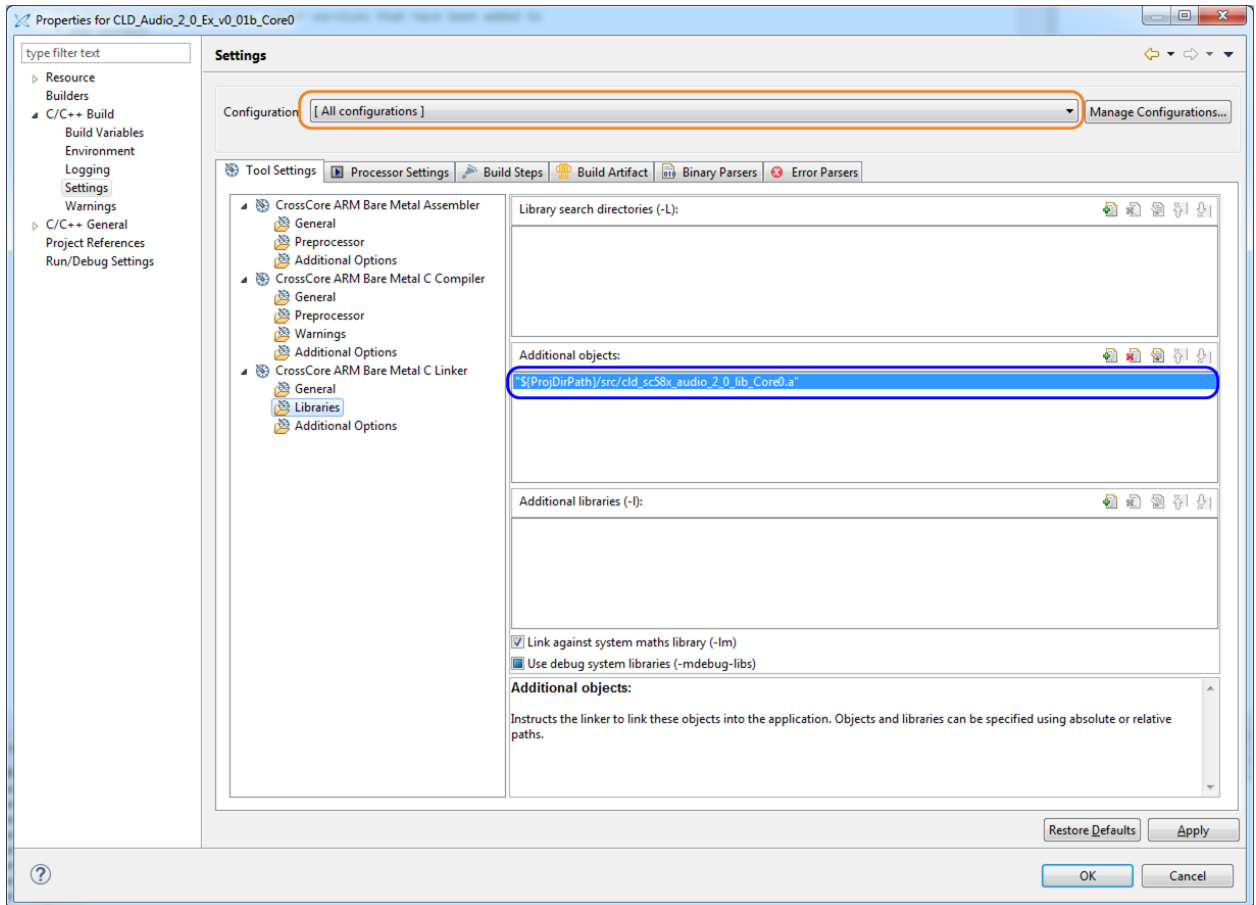 Properties for CLD_Audio_2_0_Ex_v0_01b_Core0
type filter text
Resource
Builders
C/C++ Build
Build Variables
Environment
Logging
Settings
Warnings
C/C++ General
Project References
Run/Debug Settings
Settings
Configuration
[ All configurations ]
Manage Configurations...
Tool Settings
Processor Settings
Build Steps
Build Artifact
Binary Parsers
Error Parsers
CrossCore ARM Bare Metal Assembler
General
Preprocessor
Additional Options
CrossCore ARM Bare Metal C Compiler
General
Preprocessor
Warnings
Additional Options
CrossCore ARM Bare Metal C Linker
General
Libraries
Additional Options
Library search directories (-L):
Additional objects:
"${ProjDirPath}/src/cld_sc58x_audio_2_0_lib_Core0.a"
Additional libraries (-l):
Link against system maths library (-lm)
Use debug system libraries (-mdebug-libs)
Additional objects:
Instructs the linker to link these objects into the application. Objects and libraries can be specified using absolute or relative
paths.
Restore Defaults
Apply
OK
Cancel